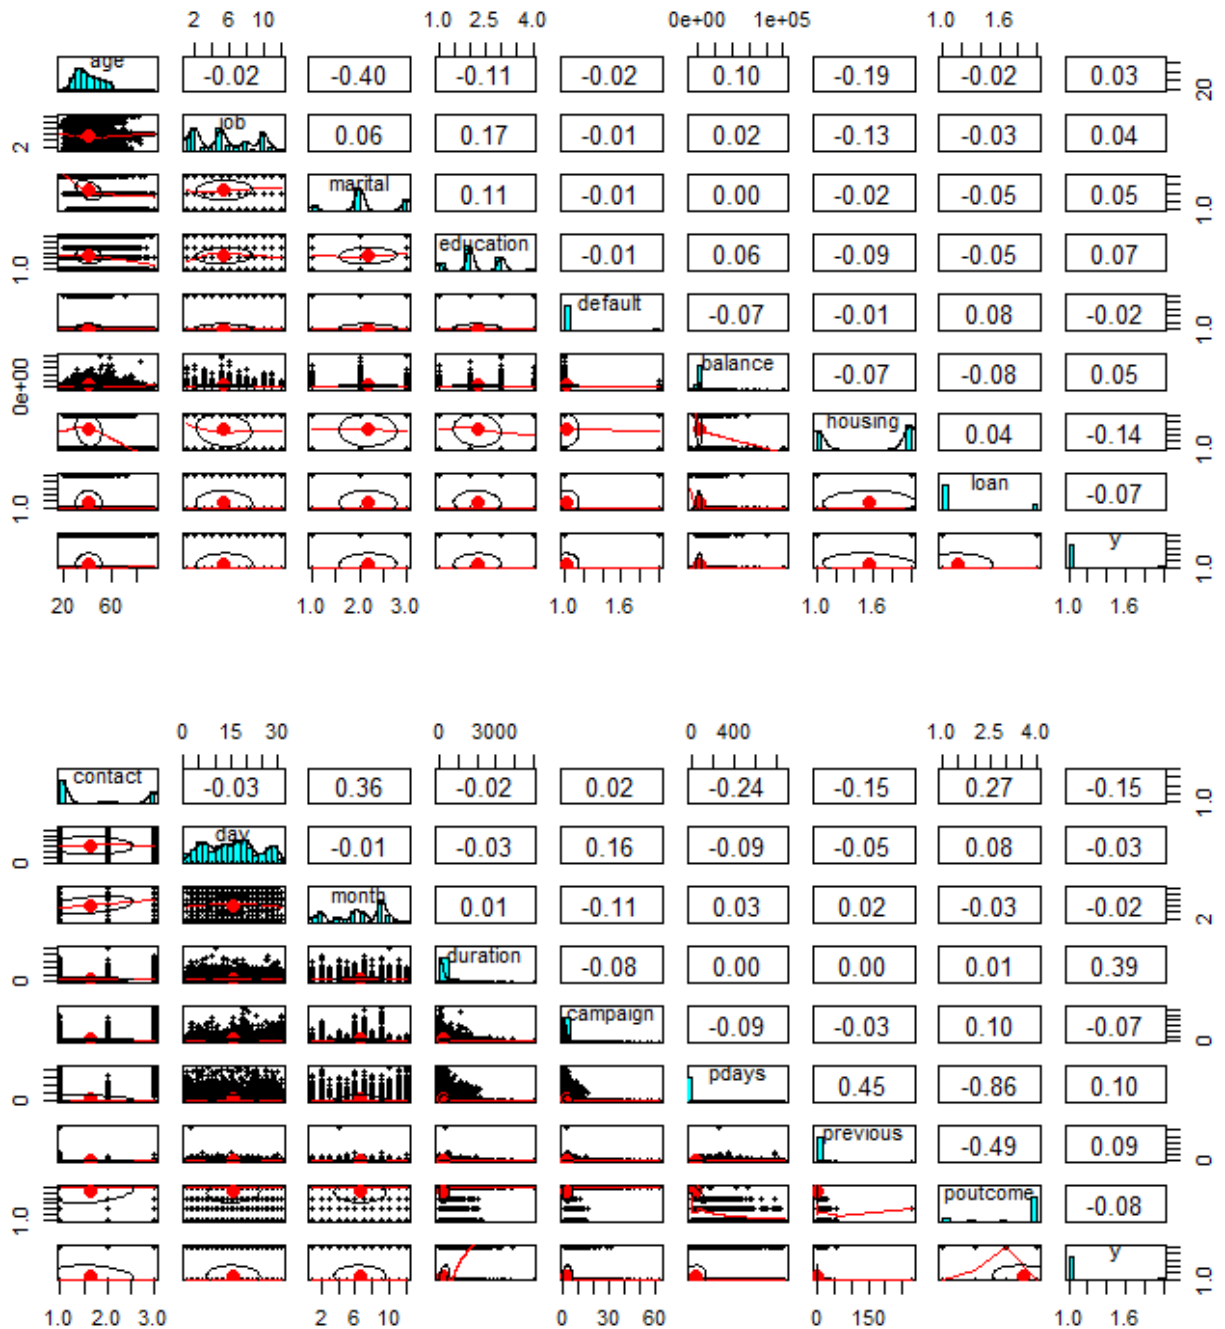 2 6 10 1.0 2.5 4.0 0e+00 1e+05 1.0 1.6
age -0.02 -0.40 -0.11 -0.02 0.10 -0.19 -0.02 0.03 20
2 job 0.06 0.17 -0.01 0.02 -0.13 -0.03 0.04
marital 0.11 -0.01 0.00 -0.02 -0.05 0.05 1.0
1.0 education -0.01 0.06 -0.09 -0.05 0.07
default -0.07 -0.01 0.08 -0.02 1.0
0e+00 balance -0.07 -0.08 0.05
housing 0.04 -0.14 1.0
1.0 loan -0.07
y 1.0
20 60 1.0 2.0 3.0 1.0 1.6 1.0 1.6 1.0 1.6
0 15 30 0 3000 0 400 1.0 2.5 4.0
contact -0.03 0.36 -0.02 0.02 -0.24 -0.15 0.27 -0.15 1.0
0 day -0.01 -0.03 0.16 -0.09 -0.05 0.08 -0.03
month 0.01 -0.11 0.03 0.02 -0.03 -0.02 2
0 duration -0.08 0.00 0.00 0.01 0.39
campaign -0.09 -0.03 0.10 -0.07 0
0 pdays 0.45 -0.86 0.10
previous -0.49 0.09 0
1.0 poutcome -0.08
y 1.0
1.0 2.0 3.0 2 6 10 0 30 60 0 150 1.0 1.6